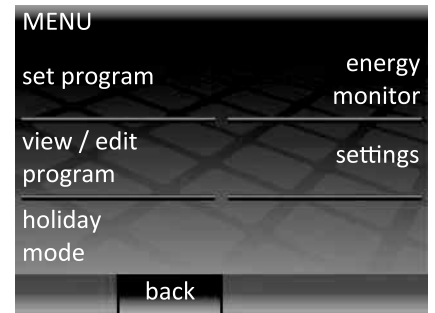 MENU
set program
energy
monitor
view / edit
program
settings
holiday
mode
back